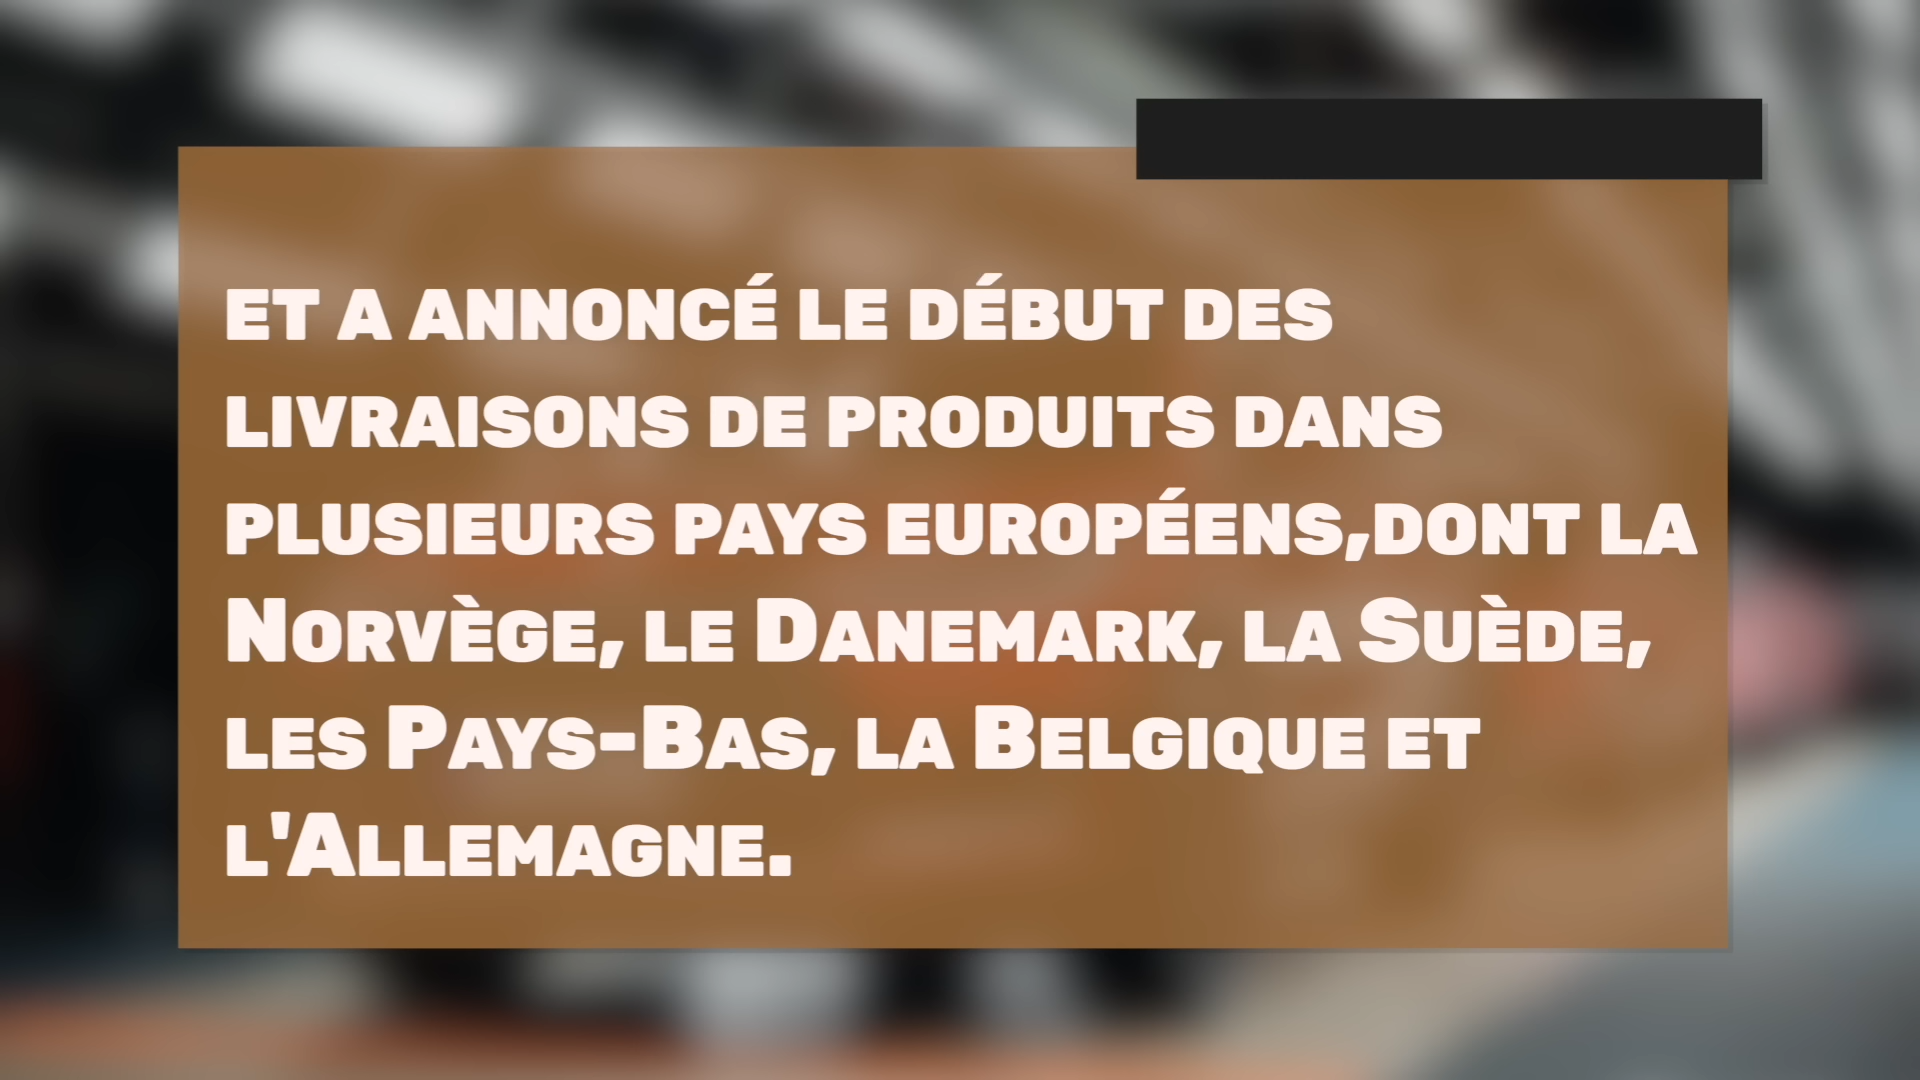 et a annoncé le début des
livraisons de produits dans
plusieurs pays européens,dont la
Norvège, le Danemark, la Suède,
les Pays-Bas, la Belgique et
l'Allemagne.